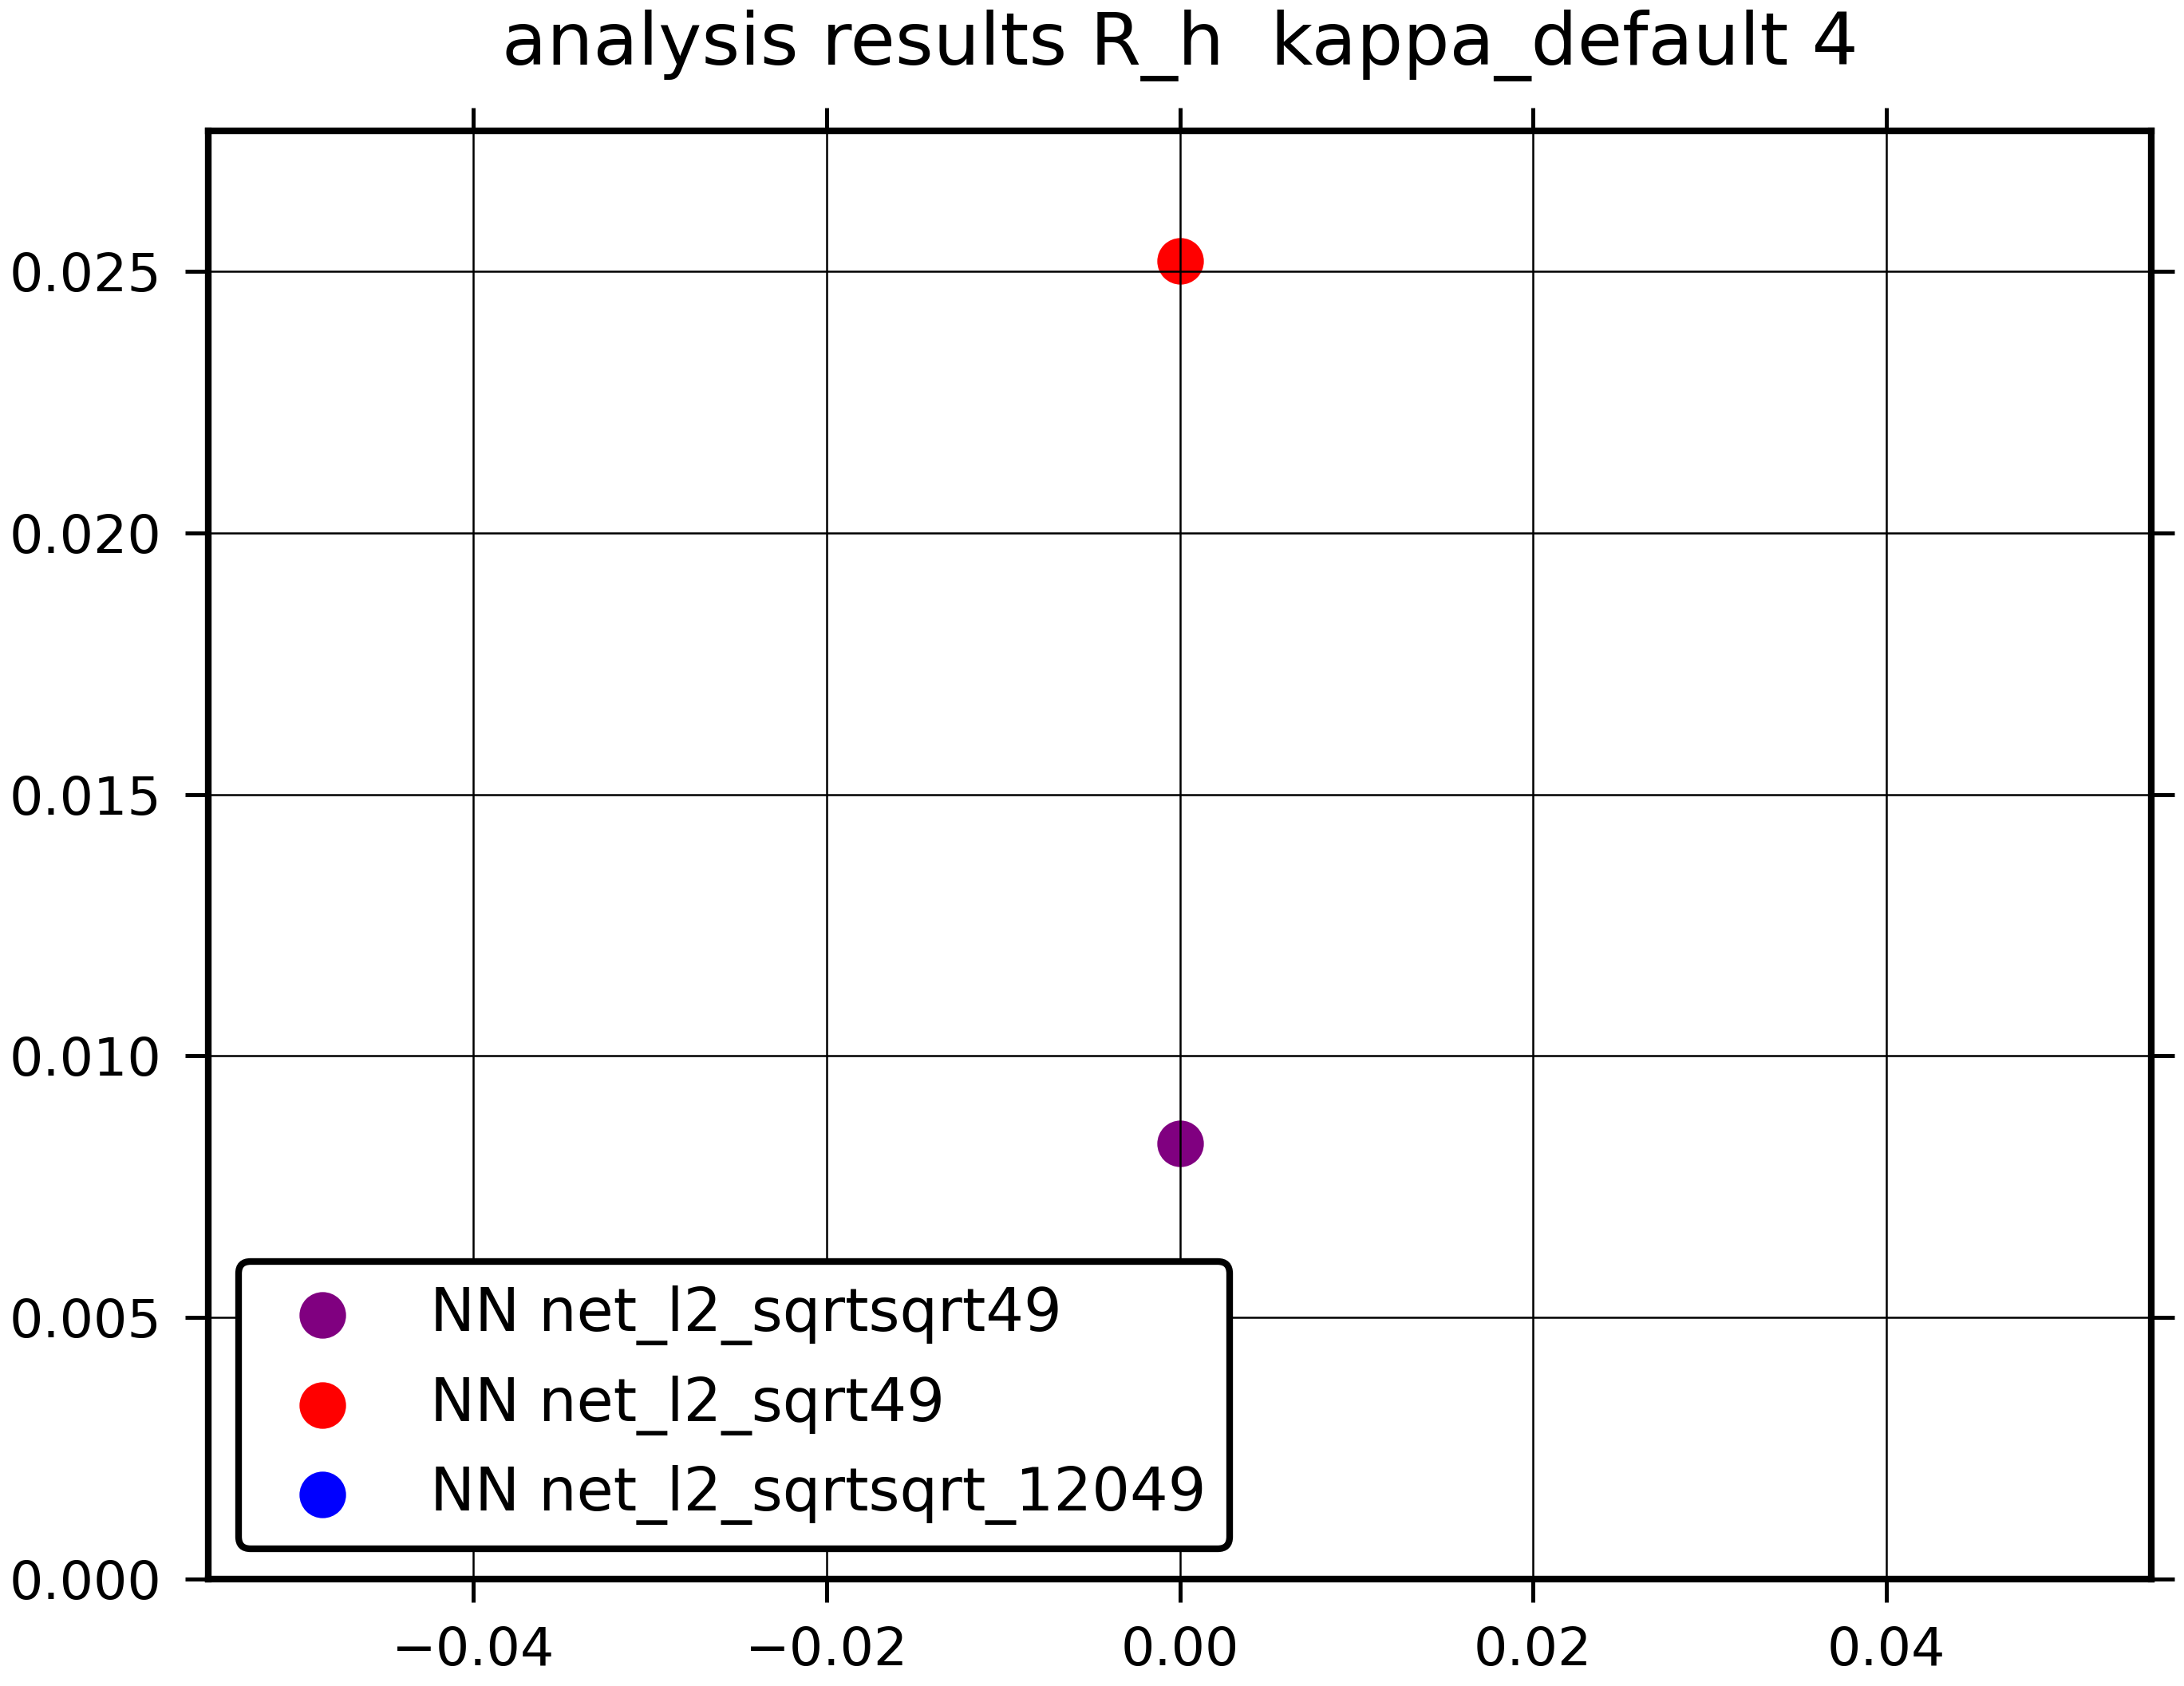 analysis results R_h  kappa_default 4
0.025
0.020
0.015
0.010
0.005
0.000
NN net_l2_sqrtsqrt49
NN net_l2_sqrt49
NN net_l2_sqrtsqrt_12049
−0.04 −0.02 0.00 0.02 0.04